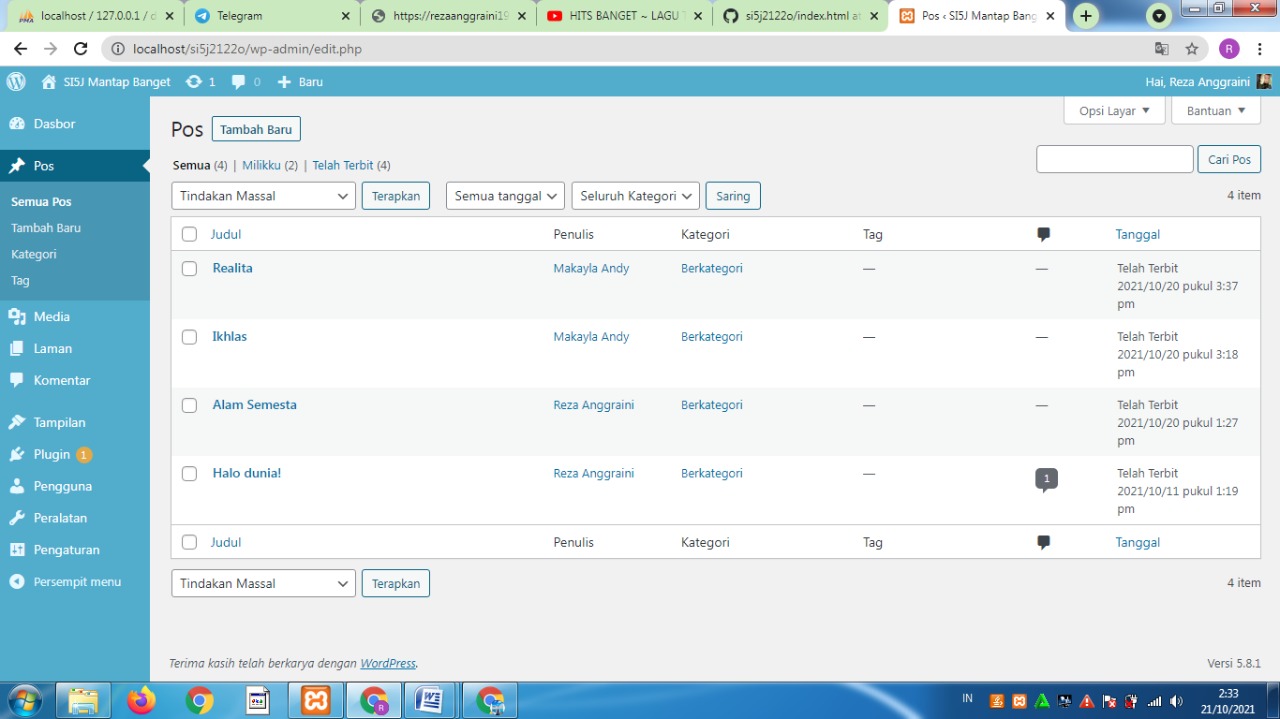 localhost / 127.0.0.1 / d
Telegram
https://rezaanggraini19
HITS BANGET ~ LAGU T
si5j2122o/index.html at
Pos ‹ SI5J Mantap Bang
localhost/si5j2122o/wp-admin/edit.php
R
SI5J Mantap Banget
1
0
Baru
Hai, Reza Anggraini
Opsi Layar
Bantuan
Dasbor
Pos
Semua Pos
Tambah Baru
Kategori
Tag
Media
Laman
Komentar
Tampilan
Plugin 1
Pengguna
Peralatan
Pengaturan
Persempit menu
Pos Tambah Baru
Semua (4) | Milikku (2) | Telah Terbit (4)
Cari Pos
Tindakan Massal Terapkan Semua tanggal Seluruh Kategori Saring
4 item
Judul Penulis Kategori Tag Tanggal
Realita Makayla Andy Berkategori — — Telah Terbit
2021/10/20 pukul 3:37
pm
Ikhlas Makayla Andy Berkategori — — Telah Terbit
2021/10/20 pukul 3:18
pm
Alam Semesta Reza Anggraini Berkategori — — Telah Terbit
2021/10/20 pukul 1:27
pm
Halo dunia! Reza Anggraini Berkategori — 1 Telah Terbit
2021/10/11 pukul 1:19
pm
Judul Penulis Kategori Tag Tanggal
Tindakan Massal Terapkan
4 item
Terima kasih telah berkarya dengan WordPress.
Versi 5.8.1
IN
2:33
21/10/2021